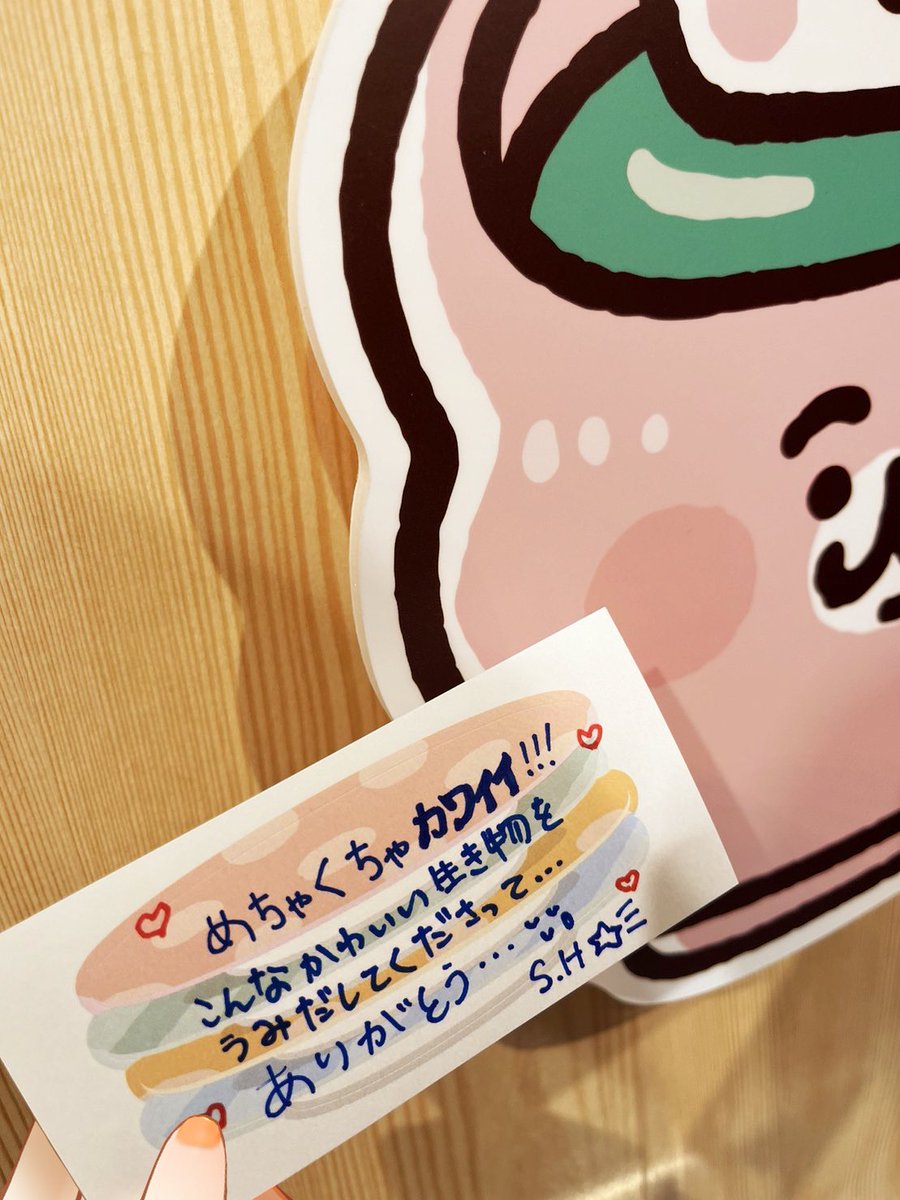 めちゃくちゃカワイイ!!!
こんなかわいい生き物を
うみだしてくださって…
ありがとう…
S.H☆彡